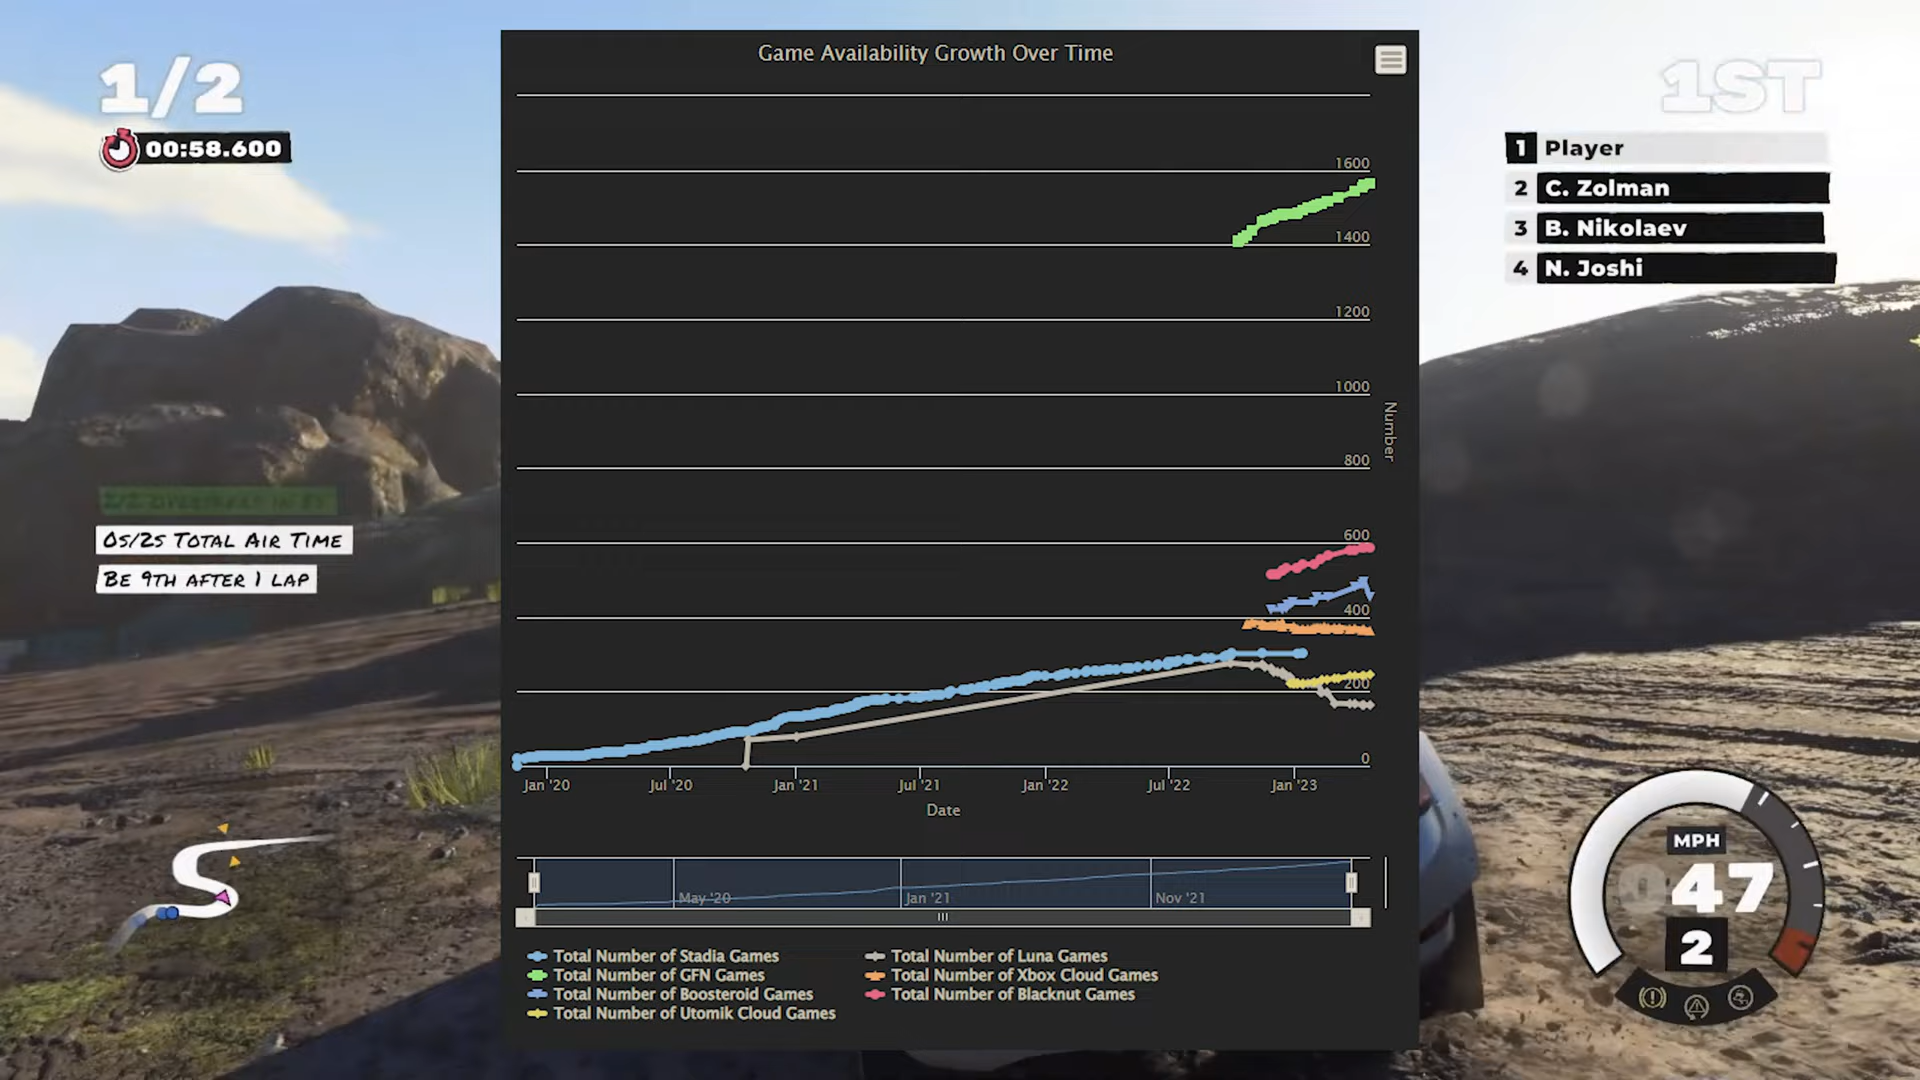 1/2
00:58.600
0s/2s Total Air Time
Be 9th after 1 lap
Game Availability Growth Over Time
1600
1400
1200
1000
800
600
400
200
0
Number
Jan '20
Jul '20
Jan '21
Jul '21
Jan '22
Jul '22
Jan '23
Date
May '20
Jan '21
Nov '21
Total Number of Stadia Games
Total Number of GFN Games
Total Number of Boosteroid Games
Total Number of Utomik Cloud Games
Total Number of Luna Games
Total Number of Xbox Cloud Games
Total Number of Blacknut Games
1ST
1 Player
2 C. Zolman
3 B. Nikolaev
4 N. Joshi
MPH
047
2